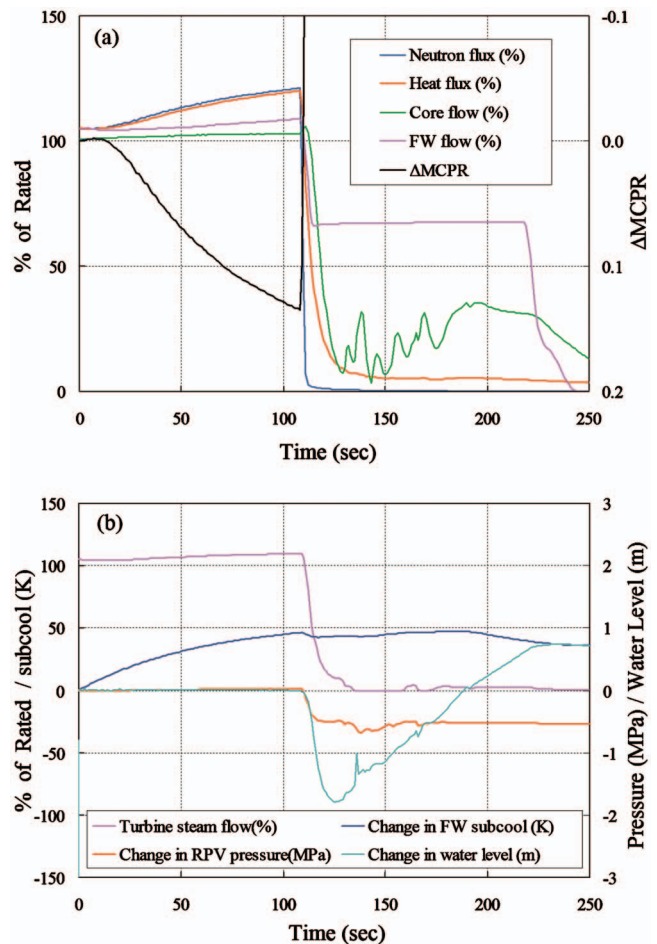 150
(a)
-0.1
Neutron flux (%)
Heat flux (%)
Core flow (%)
FW flow (%)
ΔMCPR
100
0.0
% of Rated
ΔMCPR
50
0.1
0
0.2
0 50 100 150 200 250
Time (sec)
150
(b)
3
100
2
50
1
0
0
% of Rated / subcool (K)
Pressure (MPa) / Water Level (m)
-50
-1
-100
-2
Turbine steam flow(%) Change in FW subcool (K)
Change in RPV pressure(MPa) Change in water level (m)
-150
-3
0 50 100 150 200 250
Time (sec)